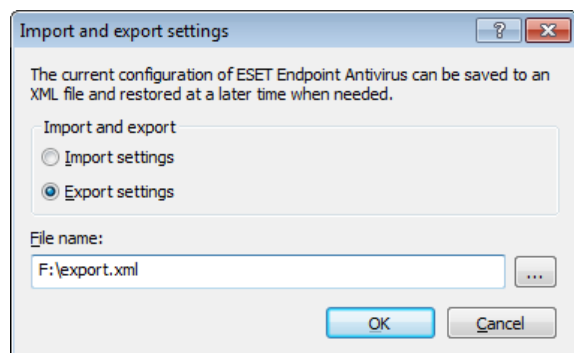 Import and export settings
The current configuration of ESET Endpoint Antivirus can be saved to an
XML file and restored at a later time when needed.
Import and export
Import settings
Export settings
File name:
F:\export.xml
...
OK
Cancel